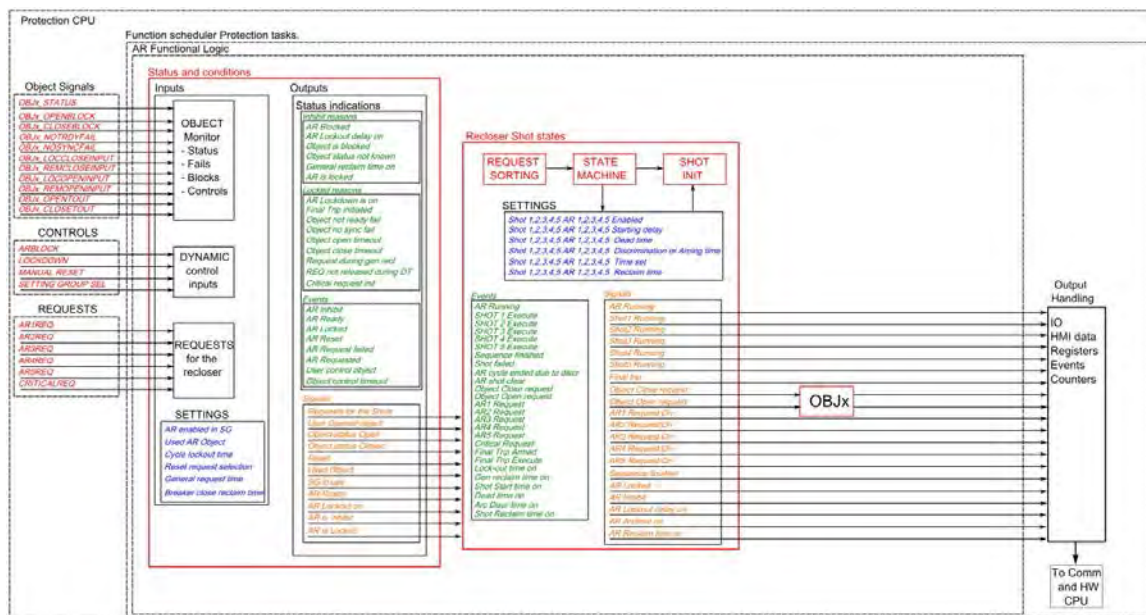 Protection CPU
Function scheduler Protection tasks.
AR Functional Logic
Status and conditions
Object Signals
OBJx_STATUS
OBJx_OPENBLOCK
OBJx_CLOSEBLOCK
OBJx_NOTRDYFAIL
OBJx_NOSYNCFAIL
OBJx_LOCCLOSEINPUT
OBJx_REMCLOSEINPUT
OBJx_LOCOPENINPUT
OBJx_REMOPENINPUT
OBJx_OPENTOUT
OBJx_CLOSETOUT
CONTROLS
ARBLOCK
LOCKDOWN
MANUAL RESET
SETTING GROUP SEL
REQUESTS
AR1REQ
AR2REQ
AR3REQ
AR4REQ
AR5REQ
CRITICALREQ
Inputs
OBJECT
Monitor
- Status
- Fails
- Blocks
- Controls
DYNAMIC
control
inputs
REQUESTS
for the
recloser
SETTINGS
AR enabled in SG
Used AR Object
Cycle lockout time
Reset request selection
General request time
Breaker close reclaim time
Outputs
Status indications
Inhibit reasons
AR Blocked
AR Lockout delay on
Object is blocked
Object status not known
General reclaim time on
AR is locked
Locked reasons
AR Lockdown is on
Final Trip initiated
Object not ready fail
Object no sync fail
Object open timeout
Object close timeout
Request during gen recl
REQ not released during DT
Critical request ind
Events
AR Inhibit
AR Ready
AR Locked
AR Reset
AR Request failed
AR Requested
User control object
Object control timeout
Signals
Requests for the Shots
User Opened object
Object status Open
Object status Closed
Reset
Used Object
SG in use
AR Ready
AR Lockout on
AR is Inhibit
AR is Locked
Recloser Shot states
REQUEST
SORTING
STATE
MACHINE
SHOT
INIT
SETTINGS
Shot 1,2,3,4,5 AR 1,2,3,4,5 Enabled
Shot 1,2,3,4,5 AR 1,2,3,4,5 Starting delay
Shot 1,2,3,4,5 AR 1,2,3,4,5 Dead time
Shot 1,2,3,4,5 AR 1,2,3,4,5 Discrimination or Arcing time
Shot 1,2,3,4,5 AR 1,2,3,4,5 Time set
Shot 1,2,3,4,5 AR 1,2,3,4,5 Reclaim time
Events
AR Running
SHOT 1 Execute
SHOT 2 Execute
SHOT 3 Execute
SHOT 4 Execute
SHOT 5 Execute
Sequence finished
Shot failed
AR cycle ended due to discr
AR shot clear
Object Close request
Object Open request
AR1 Request
AR2 Request
AR3 Request
AR4 Request
AR5 Request
Critical Request
Final Trip Armed
Final Trip Execute
Lock-out time on
Gen reclaim time on
Shot Start time on
Dead time on
Arc Discr time on
Shot Reclaim time on
Signals
AR Running
Shot1 Running
Shot2 Running
Shot3 Running
Shot4 Running
Shot5 Running
Final trip
Object Close request
Object Open request
AR1 Request On
AR2 Request On
AR3 Request On
AR4 Request On
AR5 Request On
Sequence finished
AR Locked
AR Inhibit
AR Lockout delay on
AR Reclaim time on
OBJx
Output
Handling
IO
HMI data
Registers
Events
Counters
To Comm
and HW
CPU